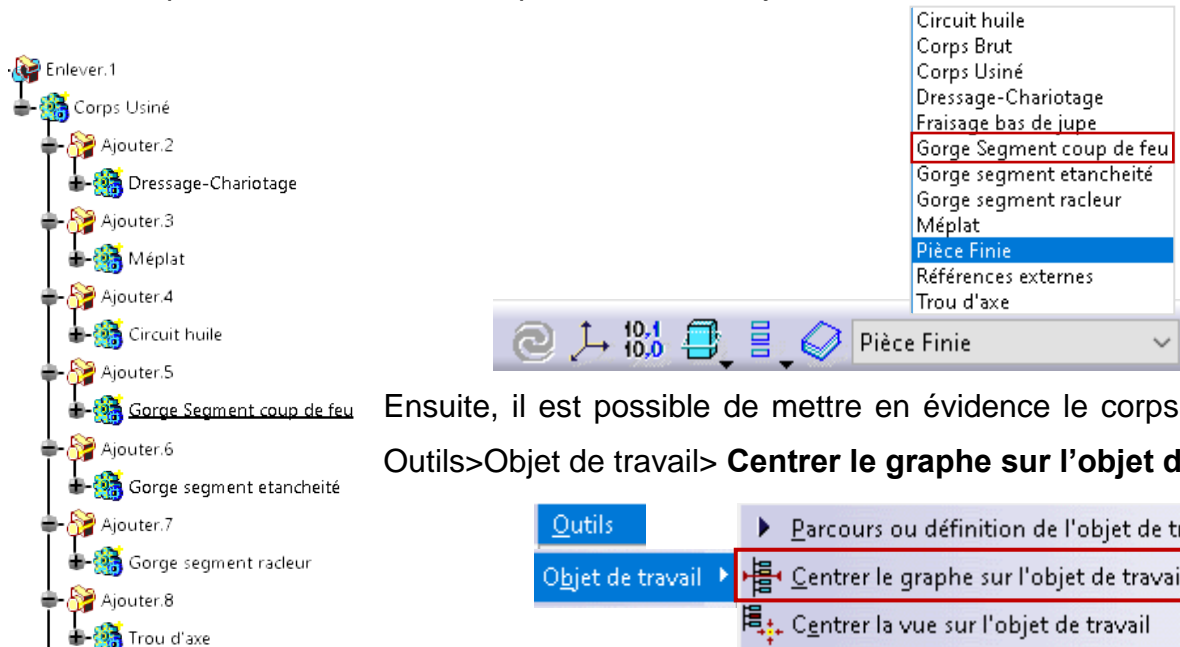 Enlever.1
Corps Usiné
Ajouter.2
Dressage-Chariotage
Ajouter.3
Méplat
Ajouter.4
Circuit huile
Ajouter.5
Gorge Segment coup de feu
Ajouter.6
Gorge segment etancheité
Ajouter.7
Gorge segment racleur
Ajouter.8
Trou d'axe
Circuit huile
Corps Brut
Corps Usiné
Dressage-Chariotage
Fraisage bas de jupe
Gorge Segment coup de feu
Gorge segment etancheité
Gorge segment racleur
Méplat
Pièce Finie
Références externes
Trou d'axe
10,1
10,0
Pièce Finie
Ensuite, il est possible de mettre en évidence le corps
Outils>Objet de travail> Centrer le graphe sur l’objet d
Outils
Parcours ou définition de l'objet de tr
Objet de travail
Centrer le graphe sur l'objet de travai
Centrer la vue sur l'objet de travail